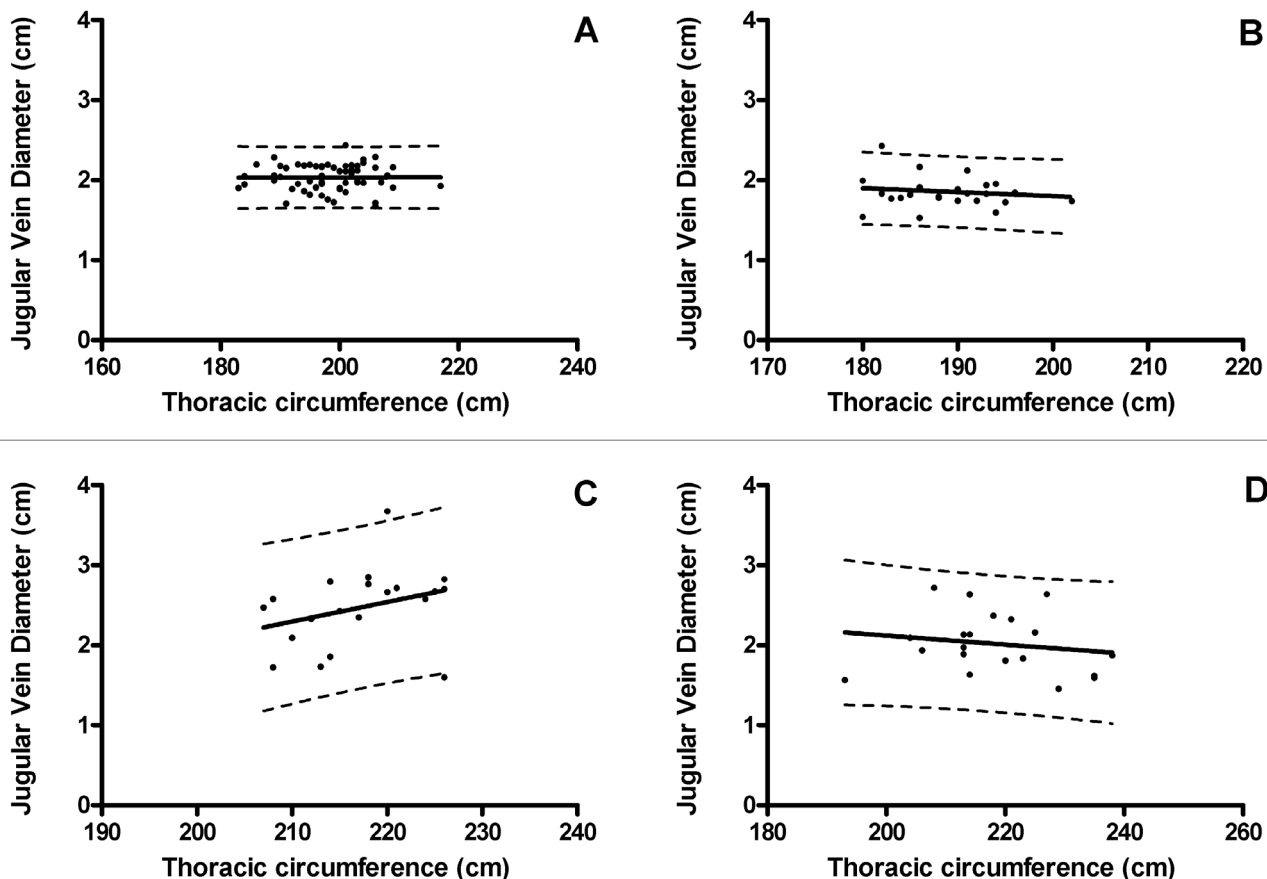 A
Jugular Vein Diameter (cm)
4
3
2
1
0
160 180 200 220 240
Thoracic circumference (cm)
B
Jugular Vein Diameter (cm)
4
3
2
1
0
170 180 190 200 210 220
Thoracic circumference (cm)
C
Jugular Vein Diameter (cm)
4
3
2
1
0
190 200 210 220 230 240
Thoracic circumference (cm)
D
Jugular Vein Diameter (cm)
4
3
2
1
0
180 200 220 240 260
Thoracic circumference (cm)